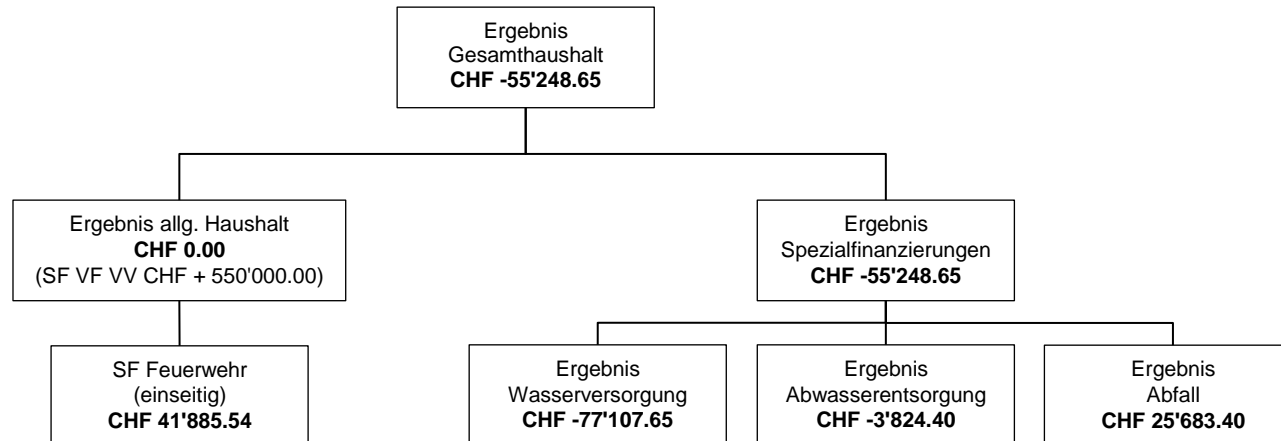 Ergebnis
Gesamthaushalt
CHF -55'248.65
Ergebnis allg. Haushalt
CHF 0.00
(SF VF VV CHF + 550'000.00)
Ergebnis
Spezialfinanzierungen
CHF -55'248.65
SF Feuerwehr
(einseitig)
CHF 41'885.54
Ergebnis
Wasserversorgung
CHF -77'107.65
Ergebnis
Abwasserentsorgung
CHF -3'824.40
Ergebnis
Abfall
CHF 25'683.40